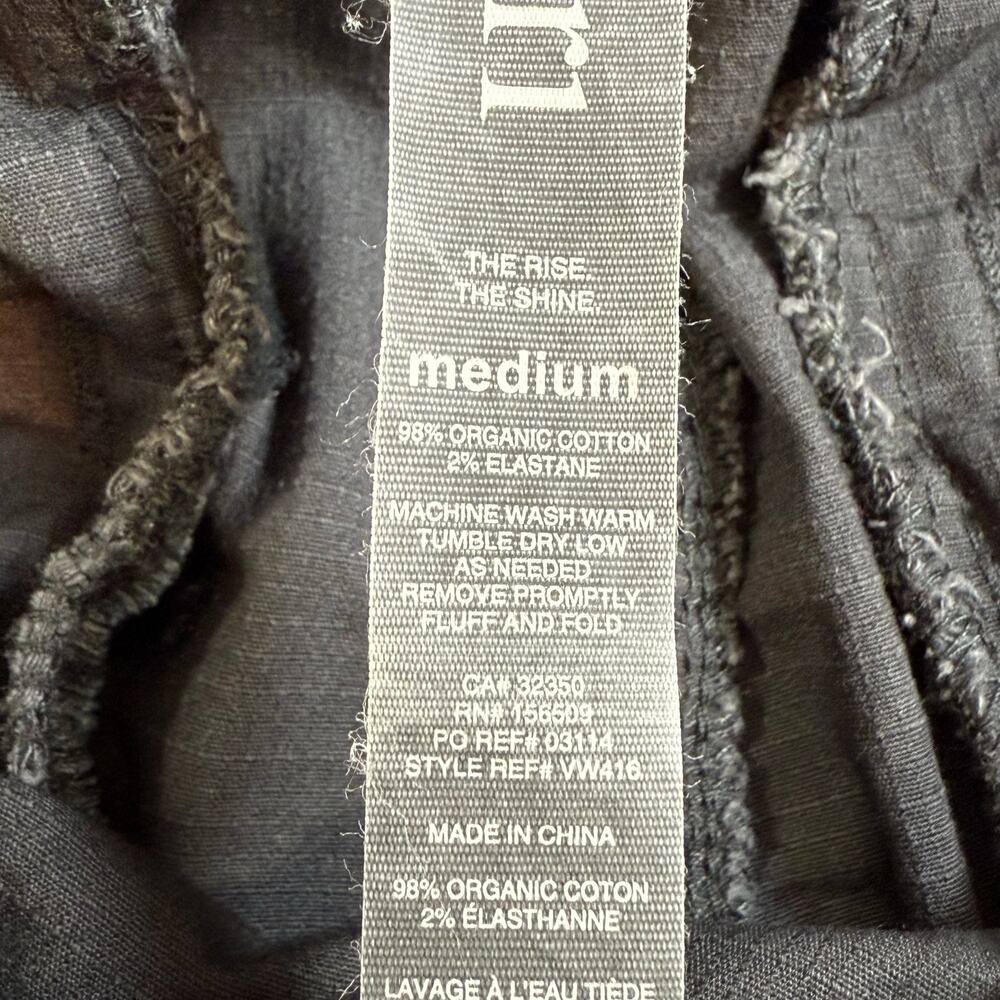 THE RISE.
THE SHINE.
medium
98% ORGANIC COTTON
2% ELASTANE
MACHINE WASH WARM
TUMBLE DRY LOW
AS NEEDED
REMOVE PROMPTLY
FLUFF AND FOLD
CA# 32350
RN# 156509
PO REF# 03114
STYLE REF# VW416
MADE IN CHINA
98% ORGANIC COTON
2% ÉLASTHANNE
LAVAGE À L'EAU TIÈDE